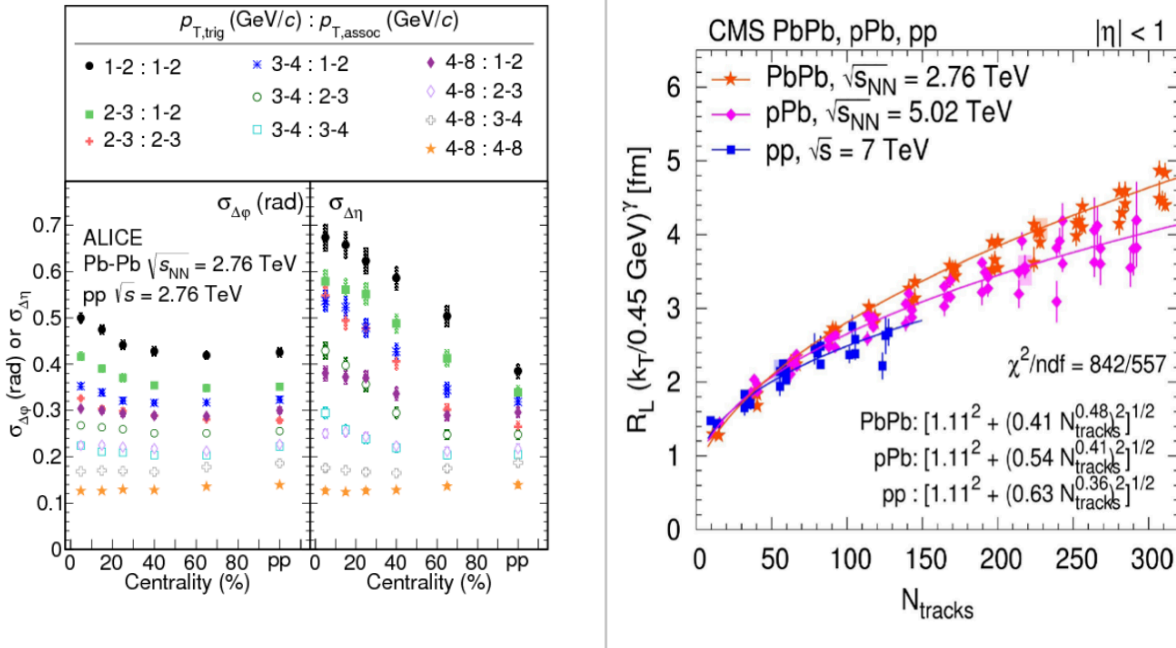 p_T,trig (GeV/c) : p_T,assoc (GeV/c)
1-2 : 1-2
2-3 : 1-2
2-3 : 2-3
3-4 : 1-2
3-4 : 2-3
3-4 : 3-4
4-8 : 1-2
4-8 : 2-3
4-8 : 3-4
4-8 : 4-8
σ_Δφ (rad) or σ_Δη
0.7
0.6
0.5
0.4
0.3
0.2
0.1
0
σ_Δφ (rad)
ALICE
Pb-Pb √s_NN = 2.76 TeV
pp √s = 2.76 TeV
σ_Δη
0 20 40 60 80 pp
Centrality (%)
0 20 40 60 80 pp
Centrality (%)
CMS PbPb, pPb, pp |η| < 1
R_L (k_T/0.45 GeV)^γ [fm]
6
5
4
3
2
1
0
PbPb, √s_NN = 2.76 TeV
pPb, √s_NN = 5.02 TeV
pp, √s = 7 TeV
χ²/ndf = 842/557
PbPb: [1.11² + (0.41 N_tracks^0.48)²]^1/2
pPb: [1.11² + (0.54 N_tracks^0.41)²]^1/2
pp : [1.11² + (0.63 N_tracks^0.36)²]^1/2
0 50 100 150 200 250 300
N_tracks